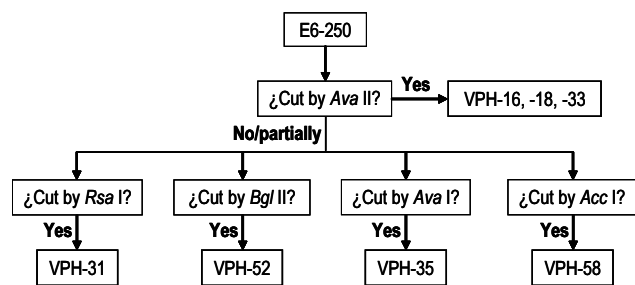 E6-250
¿Cut by Ava II?
Yes
VPH-16, -18, -33
No/partially
¿Cut by Rsa I?
¿Cut by Bgl II?
¿Cut by Ava I?
¿Cut by Acc I?
Yes
Yes
Yes
Yes
VPH-31
VPH-52
VPH-35
VPH-58